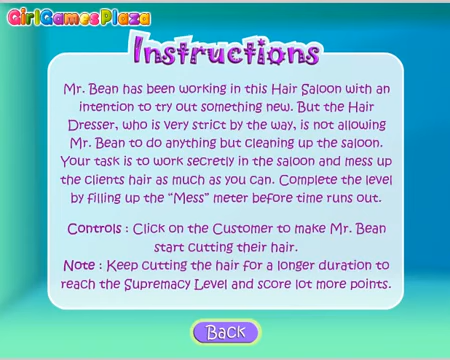 GirlGamesPlaza
Instructions
Mr. Bean has been working in this Hair Saloon with an
intention to try out something new. But the Hair
Dresser, who is very strict by the way, is not allowing
Mr. Bean to do anything but cleaning up the saloon.
Your task is to work secretly in the saloon and mess up
the clients hair as much as you can. Complete the level
by filling up the “Mess” meter before time runs out.
Controls : Click on the Customer to make Mr. Bean
start cutting their hair.
Note : Keep cutting the hair for a longer duration to
reach the Supremacy Level and score lot more points.
Back